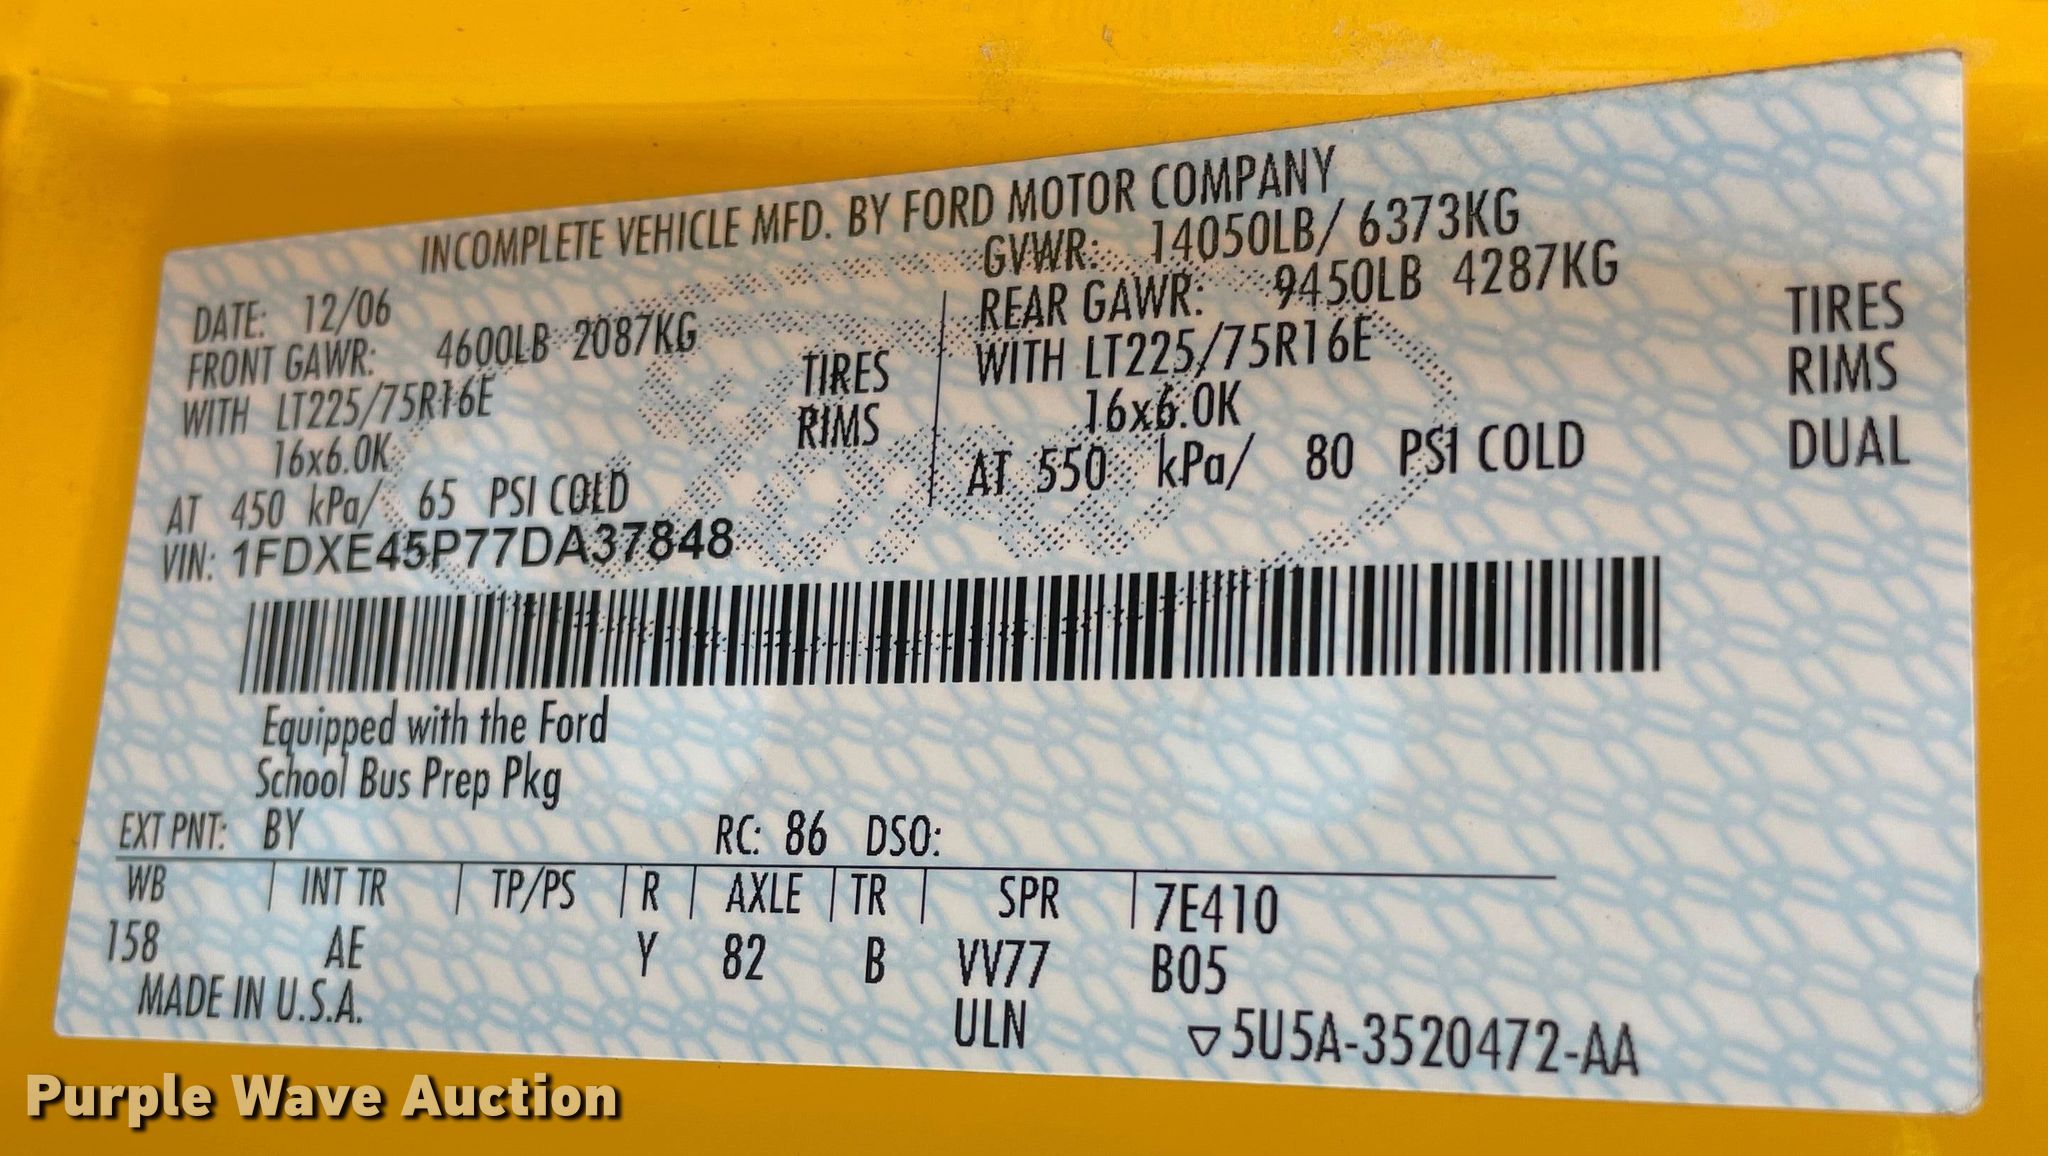 INCOMPLETE VEHICLE MFD. BY FORD MOTOR COMPANY
DATE: 12/06
GVWR: 14050LB/ 6373KG
FRONT GAWR: 4600LB 2087KG
REAR GAWR: 9450LB 4287KG
WITH LT225/75R16E TIRES
WITH LT225/75R16E TIRES
16x6.0K RIMS
16x6.0K RIMS
AT 450 kPa/ 65 PSI COLD
AT 550 kPa/ 80 PSI COLD DUAL
VIN: 1FDXE45P77DA37848
Equipped with the Ford
School Bus Prep Pkg
EXT PNT: BY RC: 86 DSO:
WB INT TR TP/PS R AXLE TR SPR 7E410
158 AE Y 82 B VV77 B05
MADE IN U.S.A. ULN ▽5U5A-3520472-AA
Purple Wave Auction